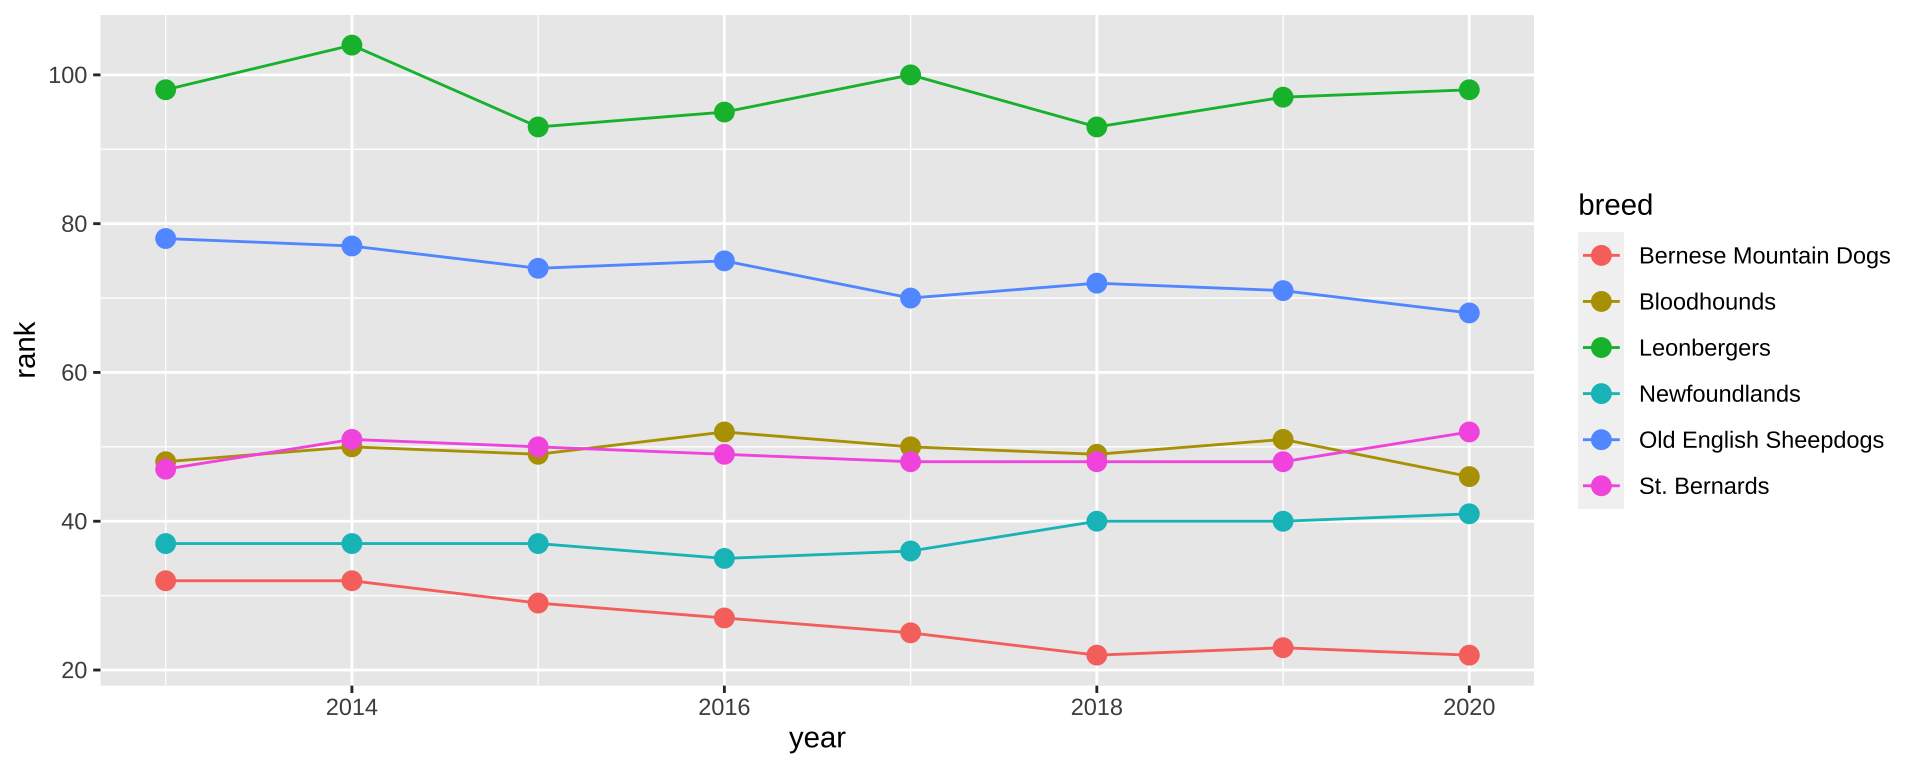 100
80
60
40
20
rank
2014
2016
2018
2020
year
breed
Bernese Mountain Dogs
Bloodhounds
Leonbergers
Newfoundlands
Old English Sheepdogs
St. Bernards